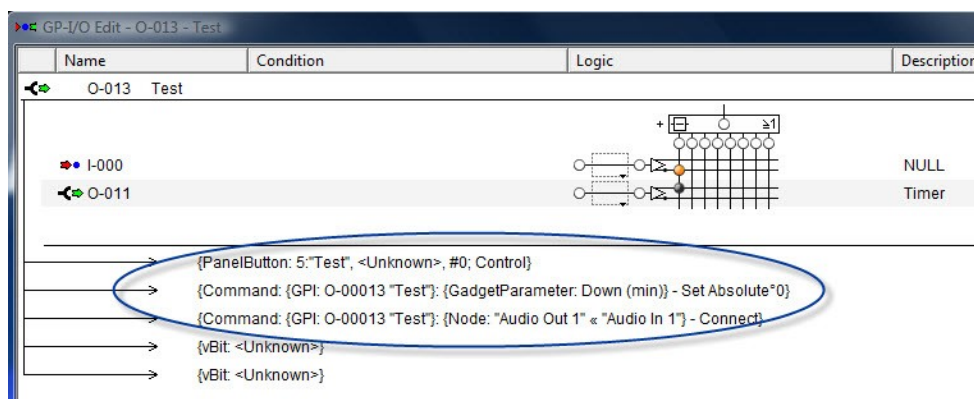 GP-I/O Edit - O-013 - Test
Name Condition Logic Description
O-013 Test
+ ≥1
I-000 NULL
O-011 Timer
{PanelButton: 5:"Test", <Unknown>, #0; Control}
{Command: {GPI: O-00013 "Test"}: {GadgetParameter: Down (min)} - Set Absolute°0}
{Command: {GPI: O-00013 "Test"}: {Node: "Audio Out 1" « "Audio In 1"} - Connect}
{vBit: <Unknown>}
{vBit: <Unknown>}